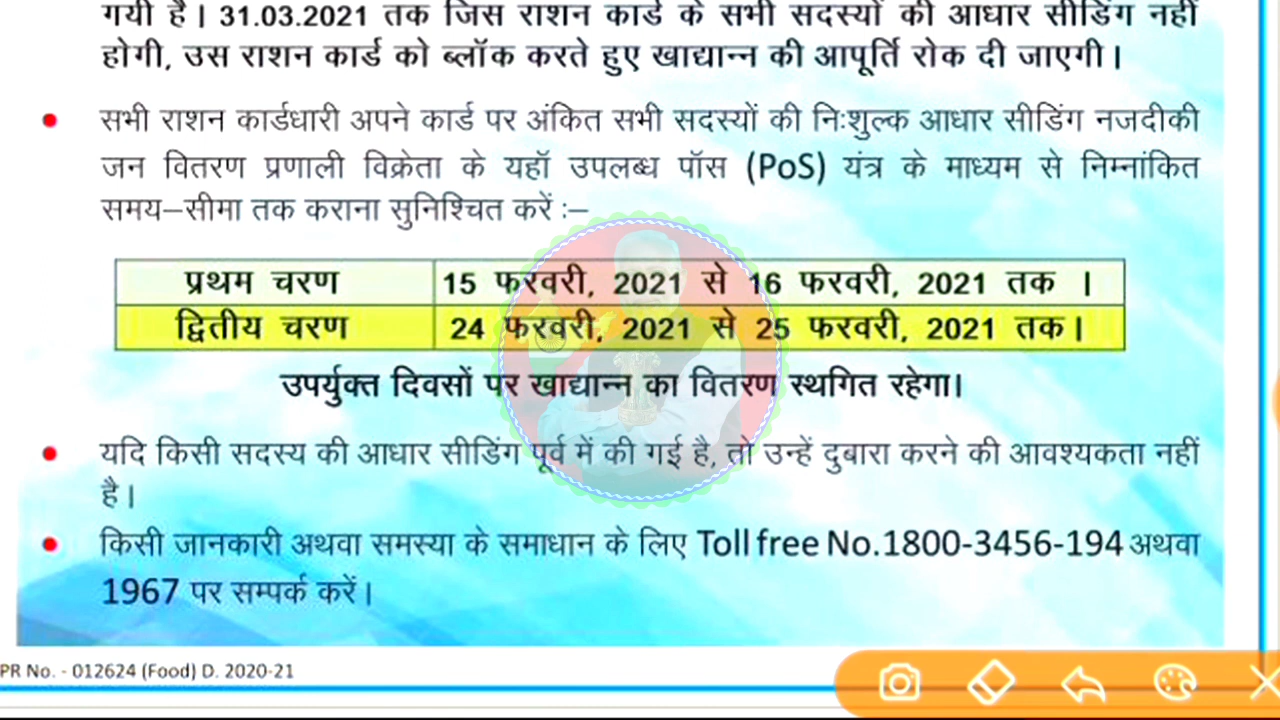 गयी है। 31.03.2021 तक जिस राशन कार्ड के सभी सदस्यों की आधार सीडिंग नहीं
होगी, उस राशन कार्ड को ब्लॉक करते हुए खाद्यान्न की आपूर्ति रोक दी जाएगी।
• सभी राशन कार्डधारी अपने कार्ड पर अंकित सभी सदस्यों की निःशुल्क आधार सीडिंग नजदीकी
जन वितरण प्रणाली विक्रेता के यहॉ उपलब्ध पॉस (PoS) यंत्र के माध्यम से निम्नांकित
समय–सीमा तक कराना सुनिश्चित करें :–
प्रथम चरण 15 फरवरी, 2021 से 16 फरवरी, 2021 तक ।
द्वितीय चरण 24 फरवरी, 2021 से 25 फरवरी, 2021 तक।
उपर्युक्त दिवसों पर खाद्यान्न का वितरण स्थगित रहेगा।
• यदि किसी सदस्य की आधार सीडिंग पूर्व में की गई है, तो उन्हें दुबारा करने की आवश्यकता नहीं
है।
• किसी जानकारी अथवा समस्या के समाधान के लिए Toll free No.1800-3456-194 अथवा
1967 पर सम्पर्क करें।
PR No. - 012624 (Food) D. 2020-21